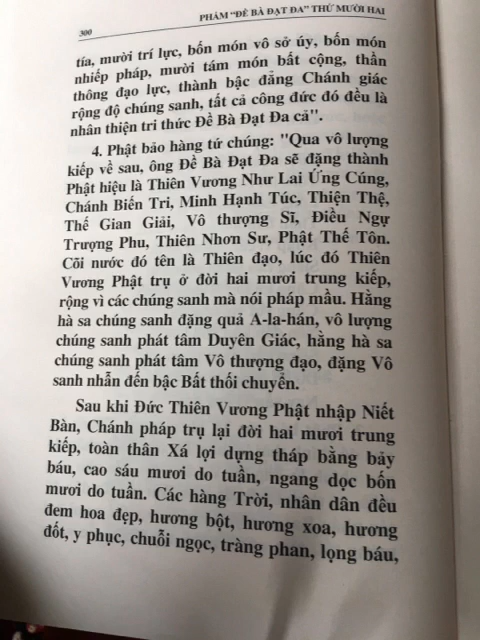 300
PHẨM "ĐỀ BÀ ĐẠT ĐA" THỨ MƯỜI HAI
tía, mười trí lực, bốn món vô sở úy, bốn món
nhiếp pháp, mười tám món bất cộng, thần
thông đạo lực, thành bậc đẳng Chánh giác
rộng độ chúng sanh, tất cả công đức đó đều là
nhân thiện tri thức Đề Bà Đạt Đa cả".
4. Phật bảo hàng tứ chúng: "Qua vô lượng
kiếp về sau, ông Đề Bà Đạt Đa sẽ đặng thành
Phật hiệu là Thiên Vương Như Lai Ứng Cúng,
Chánh Biến Tri, Minh Hạnh Túc, Thiện Thệ,
Thế Gian Giải, Vô thượng Sĩ, Điều Ngự
Trượng Phu, Thiên Nhơn Sư, Phật Thế Tôn.
Cõi nước đó tên là Thiên đạo, lúc đó Thiên
Vương Phật trụ ở đời hai mươi trung kiếp,
rộng vì các chúng sanh mà nói pháp mầu. Hằng
hà sa chúng sanh đặng quả A-la-hán, vô lượng
chúng sanh phát tâm Duyên Giác, hằng hà sa
chúng sanh phát tâm Vô thượng đạo, đặng Vô
sanh nhẫn đến bậc Bất thối chuyển.
Sau khi Đức Thiên Vương Phật nhập Niết
Bàn, Chánh pháp trụ lại đời hai mươi trung
kiếp, toàn thân Xá lợi dựng tháp bằng bảy
báu, cao sáu mươi do tuần, ngang dọc bốn
mươi do tuần. Các hàng Trời, nhân dân đều
đem hoa đẹp, hương bột, hương xoa, hương
đốt, y phục, chuỗi ngọc, tràng phan, lọng báu,